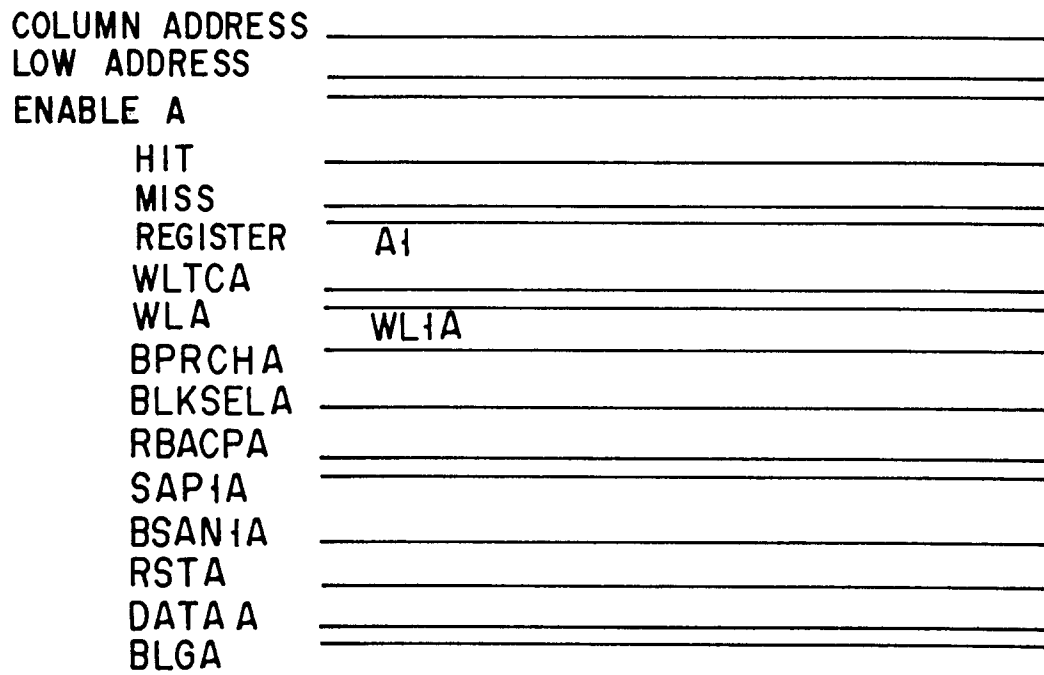 COLUMN ADDRESS
LOW ADDRESS
ENABLE A
HIT
MISS
REGISTER A1
WLTCA
WLA WL1A
BPRCHA
BLKSELA
RBACPA
SAP1A
BSAN1A
RSTA
DATA A
BLGA